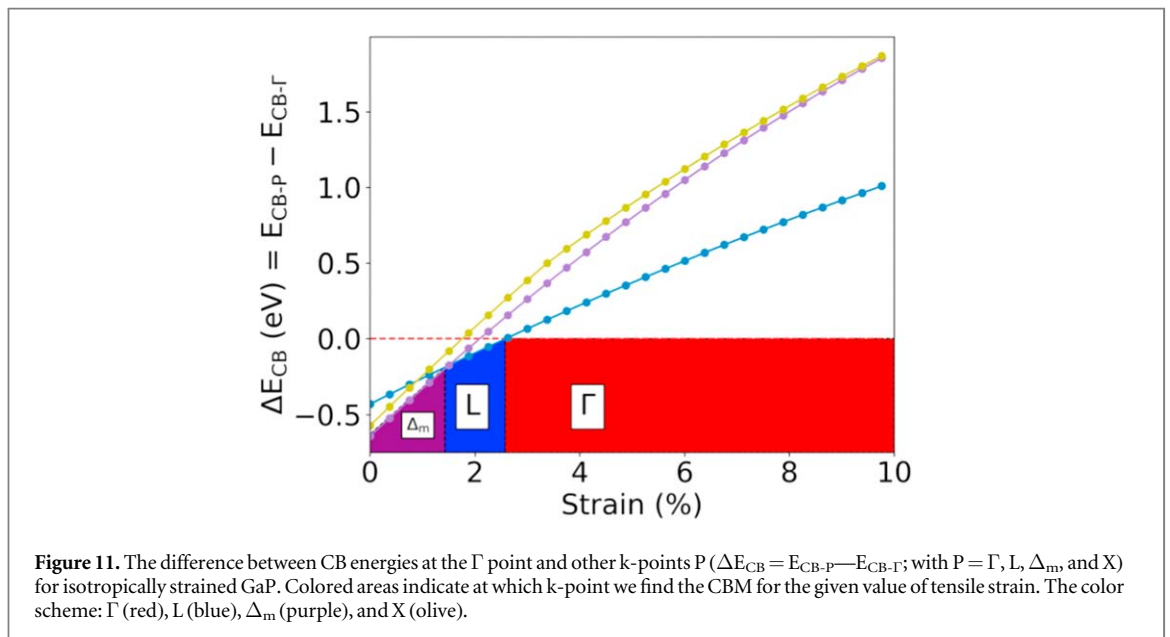 ΔE_CB (eV) = E_CB-P − E_CB-Γ
1.5
1.0
0.5
0.0
−0.5
Δm
L
Γ
0 2 4 6 8 10
Strain (%)
Figure 11. The difference between CB energies at the Γ point and other k-points P (ΔE_CB = E_CB-P—E_CB-Γ; with P = Γ, L, Δm, and X)
for isotropically strained GaP. Colored areas indicate at which k-point we find the CBM for the given value of tensile strain. The color
scheme: Γ (red), L (blue), Δm (purple), and X (olive).